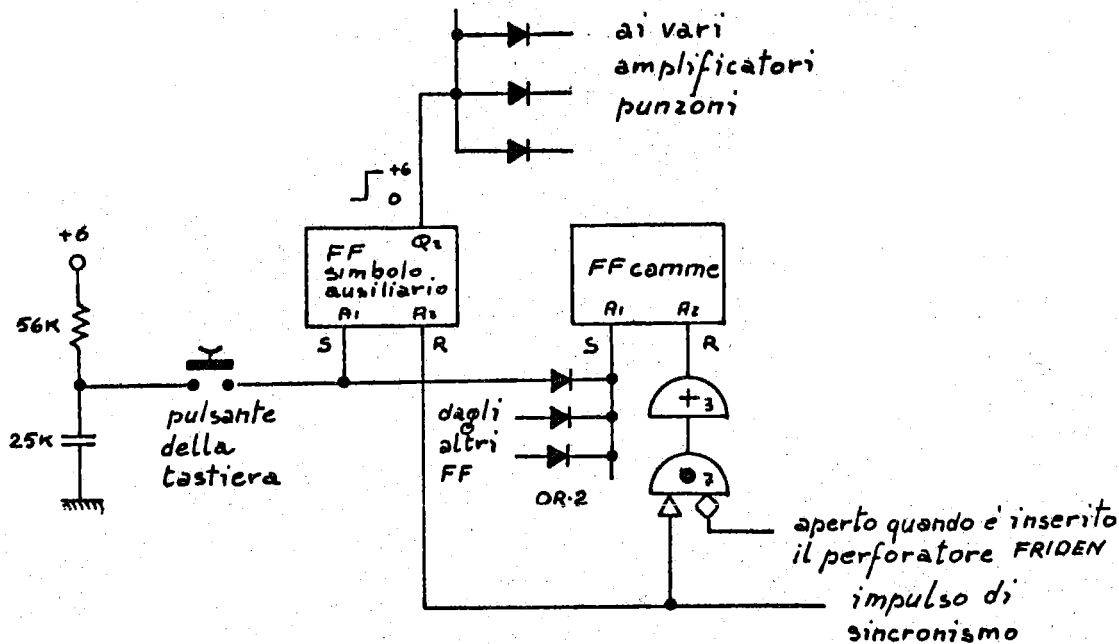 ai vari
amplificatori
punzoni
+6
0
+6
FF
simbolo
ausiliario
Q2
A1
A2
S
R
FF camme
A1
A2
S
R
56K
25K
pulsante
della
tastiera
dagli
altri
FF
OR-2
+3
7
aperto quando è inserito
il perforatore FRIDEN
impulso di
sincronismo